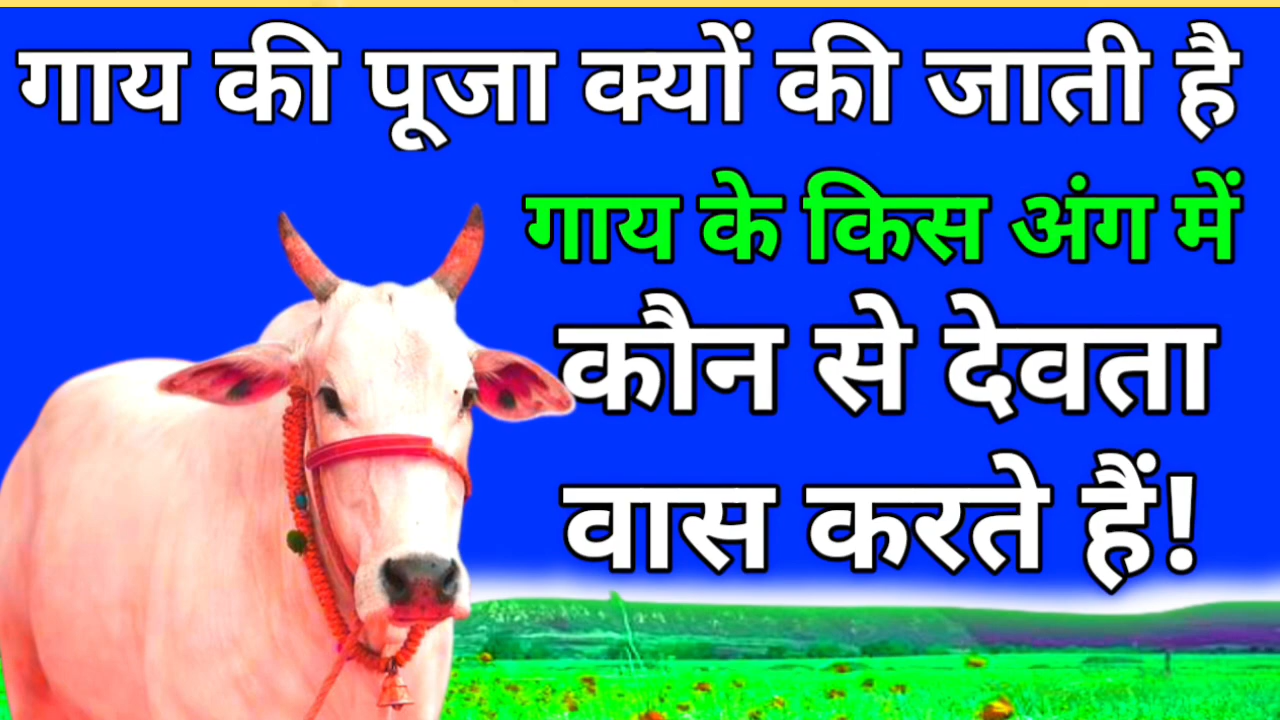 गाय की पूजा क्यों की जाती है
गाय के किस अंग में
कौन से देवता
वास करते हैं!